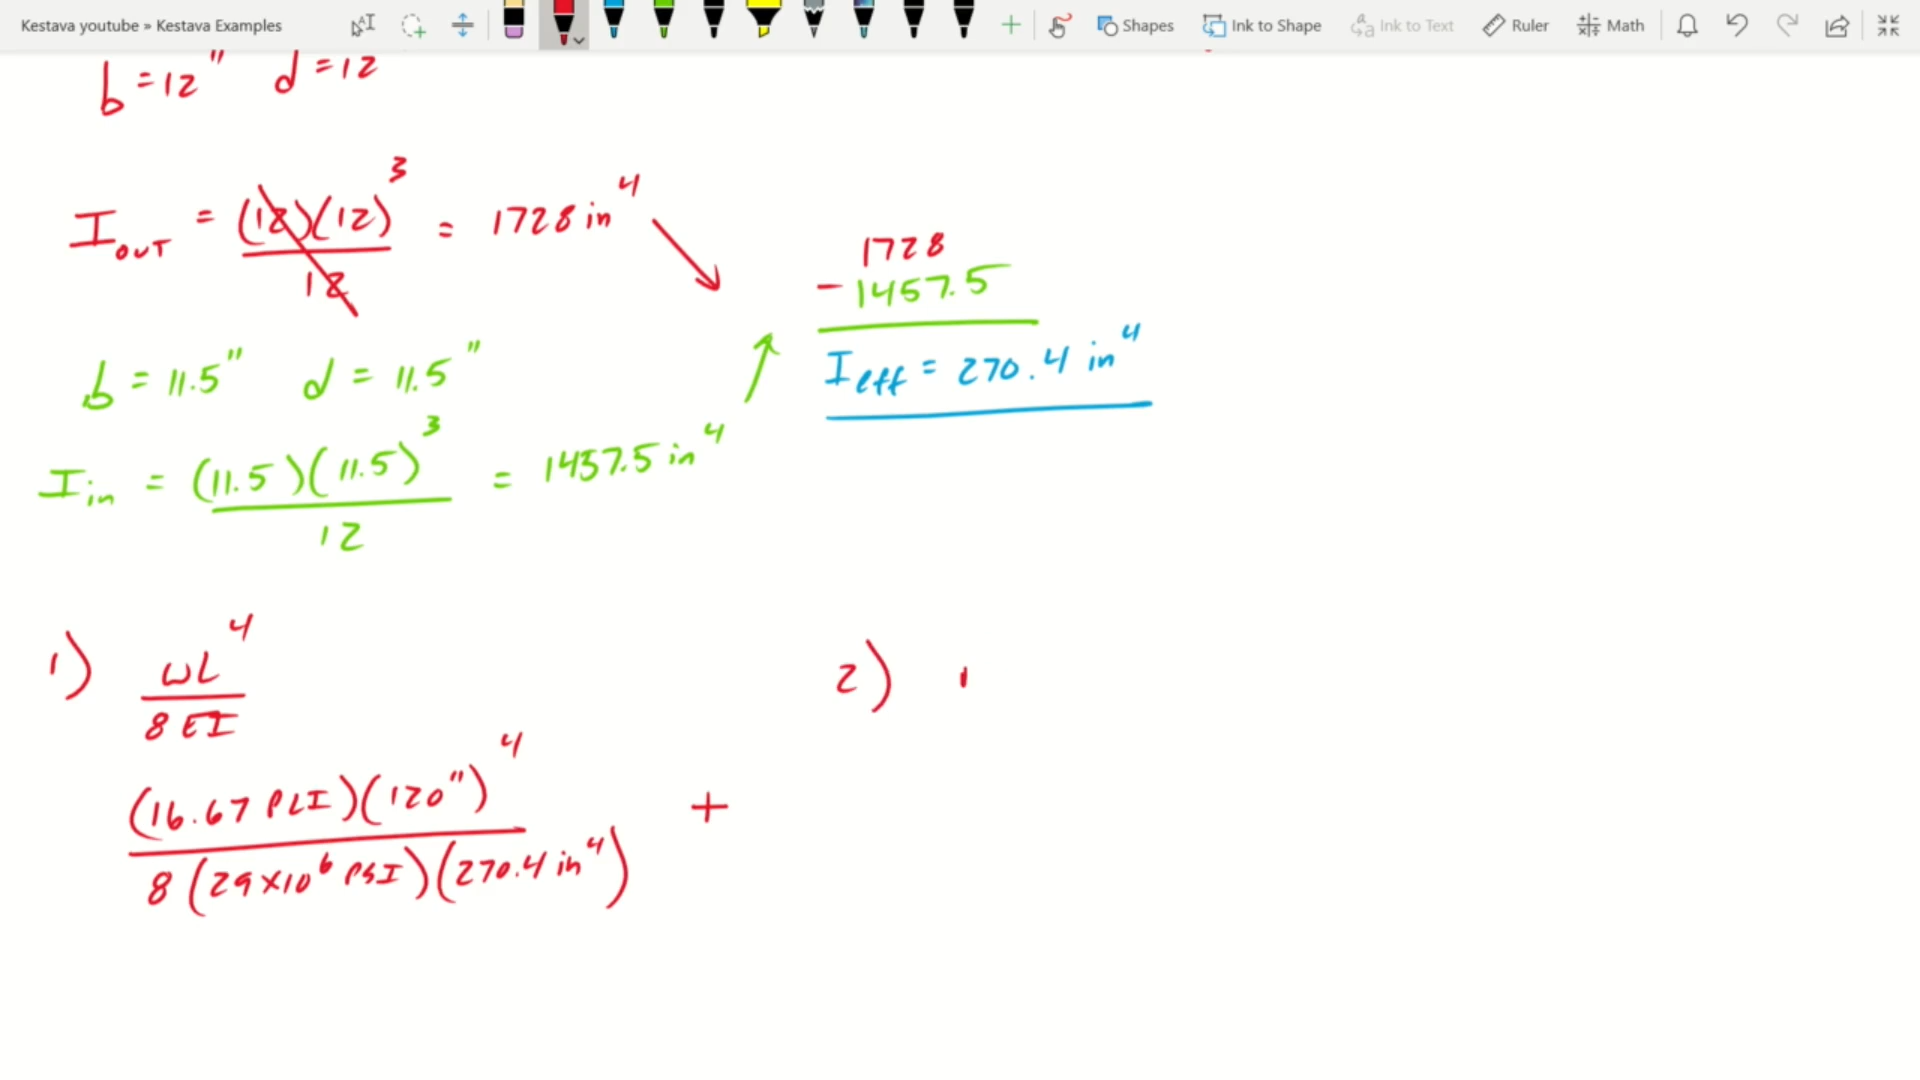 Kestava youtube » Kestava Examples Shapes Ink to Shape Ink to Text Ruler Math
b = 12" d = 12
I_OUT = (12)(12)^3 / 12 = 1728 in^4
1728
- 1457.5
I_eff = 270.4 in^4
b = 11.5" d = 11.5"
I_in = (11.5)(11.5)^3 / 12 = 1457.5 in^4
1) ωL^4 / 8EI
(16.67 PLI)(120")^4 / 8(29x10^6 PSI)(270.4 in^4) +
2)